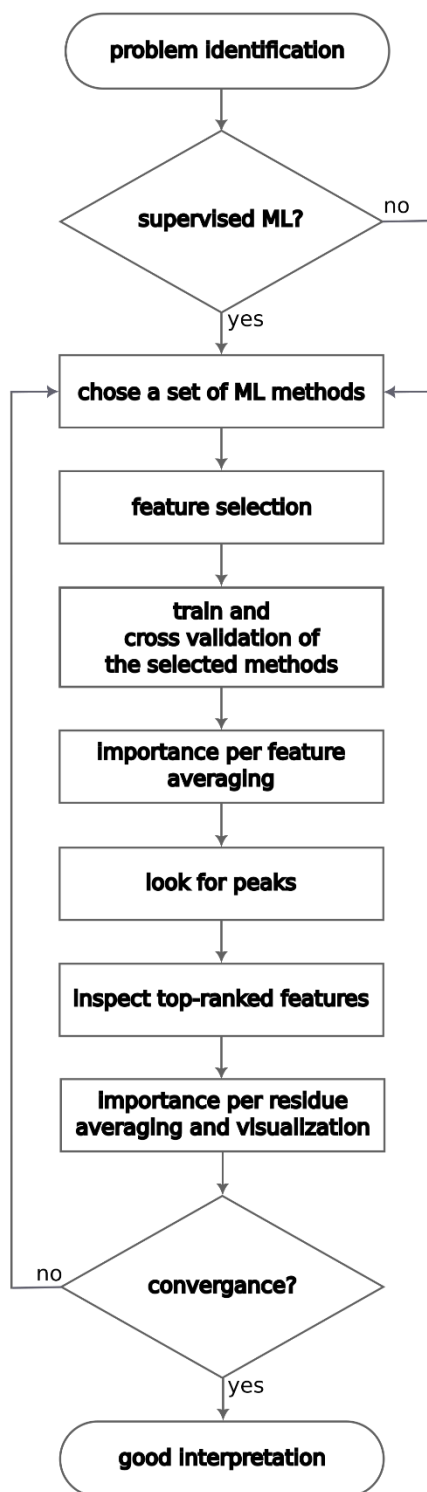 problem identification
supervised ML?
no
yes
chose a set of ML methods
feature selection
train and
cross validation of
the selected methods
importance per feature
averaging
look for peaks
inspect top-ranked features
importance per residue
averaging and visualization
no
convergance?
yes
good interpretation